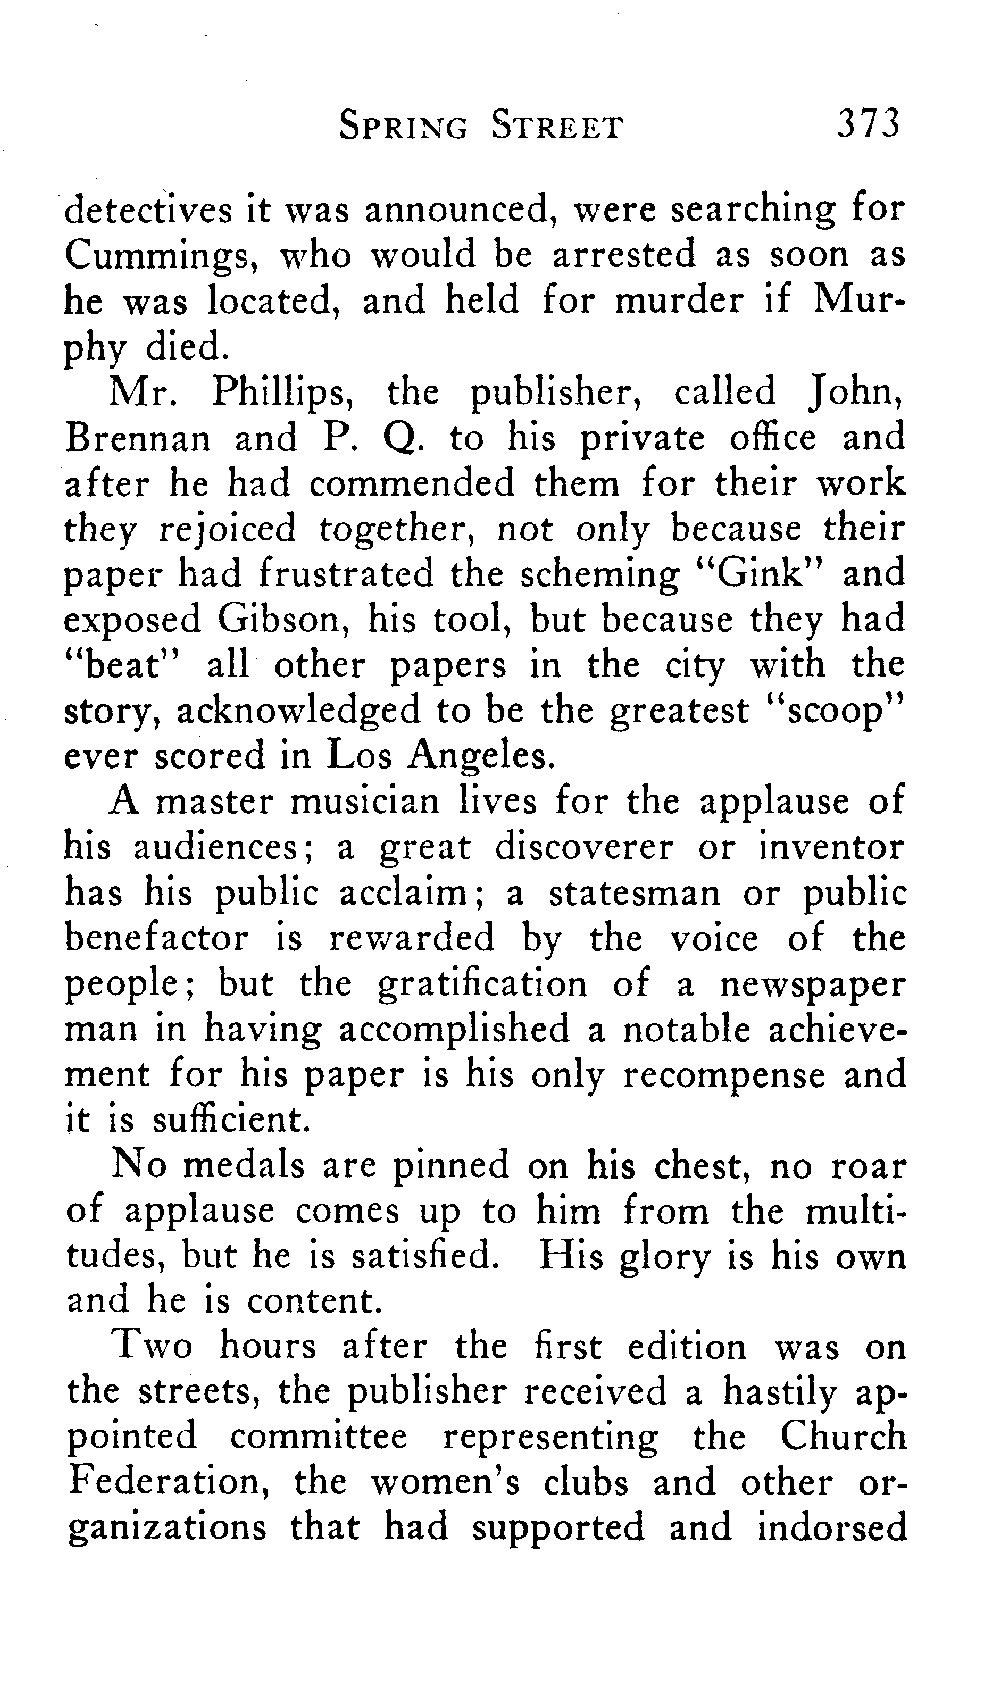 SPRING STREET 373
detectives it was announced, were searching for
Cummings, who would be arrested as soon as
he was located, and held for murder if Mur-
phy died.
Mr. Phillips, the publisher, called John,
Brennan and P. Q. to his private office and
after he had commended them for their work
they rejoiced together, not only because their
paper had frustrated the scheming “Gink” and
exposed Gibson, his tool, but because they had
“beat” all other papers in the city with the
story, acknowledged to be the greatest “scoop”
ever scored in Los Angeles.
A master musician lives for the applause of
his audiences; a great discoverer or inventor
has his public acclaim; a statesman or public
benefactor is rewarded by the voice of the
people; but the gratification of a newspaper
man in having accomplished a notable achieve-
ment for his paper is his only recompense and
it is sufficient.
No medals are pinned on his chest, no roar
of applause comes up to him from the multi-
tudes, but he is satisfied. His glory is his own
and he is content.
Two hours after the first edition was on
the streets, the publisher received a hastily ap-
pointed committee representing the Church
Federation, the women's clubs and other or-
ganizations that had supported and indorsed